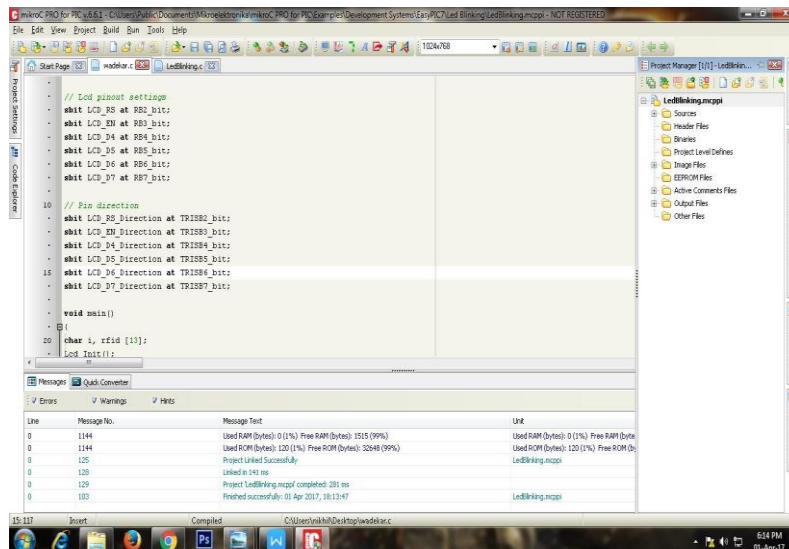 mikroC PRO for PIC v.6.6.1 - C:\Users\Public\Documents\Mikroelektronika\mikroC PRO for PIC\Examples\Development Systems\EasyPIC7\Led Blinking\LedBlinking.mcppi - NOT REGISTERED
File Edit View Project Build Run Tools Help
1024x768
Start Page wadekar.c LedBlinking.c
Project Manager [1/1] - LedBlinkin...
Project Settings
Code Explorer
// Lcd pinout settings
sbit LCD_RS at RB2_bit;
sbit LCD_EN at RB3_bit;
sbit LCD_D4 at RB4_bit;
sbit LCD_D5 at RB5_bit;
sbit LCD_D6 at RB6_bit;
sbit LCD_D7 at RB7_bit;
10 // Pin direction
sbit LCD_RS_Direction at TRISB2_bit;
sbit LCD_EN_Direction at TRISB3_bit;
sbit LCD_D4_Direction at TRISB4_bit;
sbit LCD_D5_Direction at TRISB5_bit;
15 sbit LCD_D6_Direction at TRISB6_bit;
sbit LCD_D7_Direction at TRISB7_bit;
void main()
{
20 char i, rfid [13];
Lcd_Init();
LedBlinking.mcppi
Sources
Header Files
Binaries
Project Level Defines
Image Files
EEPROM Files
Active Comments Files
Output Files
Other Files
Messages Quick Converter
Errors Warnings Hints
Line Message No. Message Text Unit
0 1144 Used RAM (bytes): 0 (1%) Free RAM (bytes): 1515 (99%) Used RAM (bytes): 0 (1%) Free RAM (byte
0 1144 Used ROM (bytes): 120 (1%) Free ROM (bytes): 32648 (99%) Used ROM (bytes): 120 (1%) Free ROM (by
0 125 Project Linked Successfully LedBlinking.mcppi
0 128 Linked in 141 ms
0 129 Project 'LedBlinking.mcppi' completed: 281 ms
0 103 Finished successfully: 01 Apr 2017, 18:13:47 LedBlinking.mcppi
15: 117 Insert Compiled C:\Users\nikhil\Desktop\wadekar.c
Ps
6:14 PM
01-Apr-17